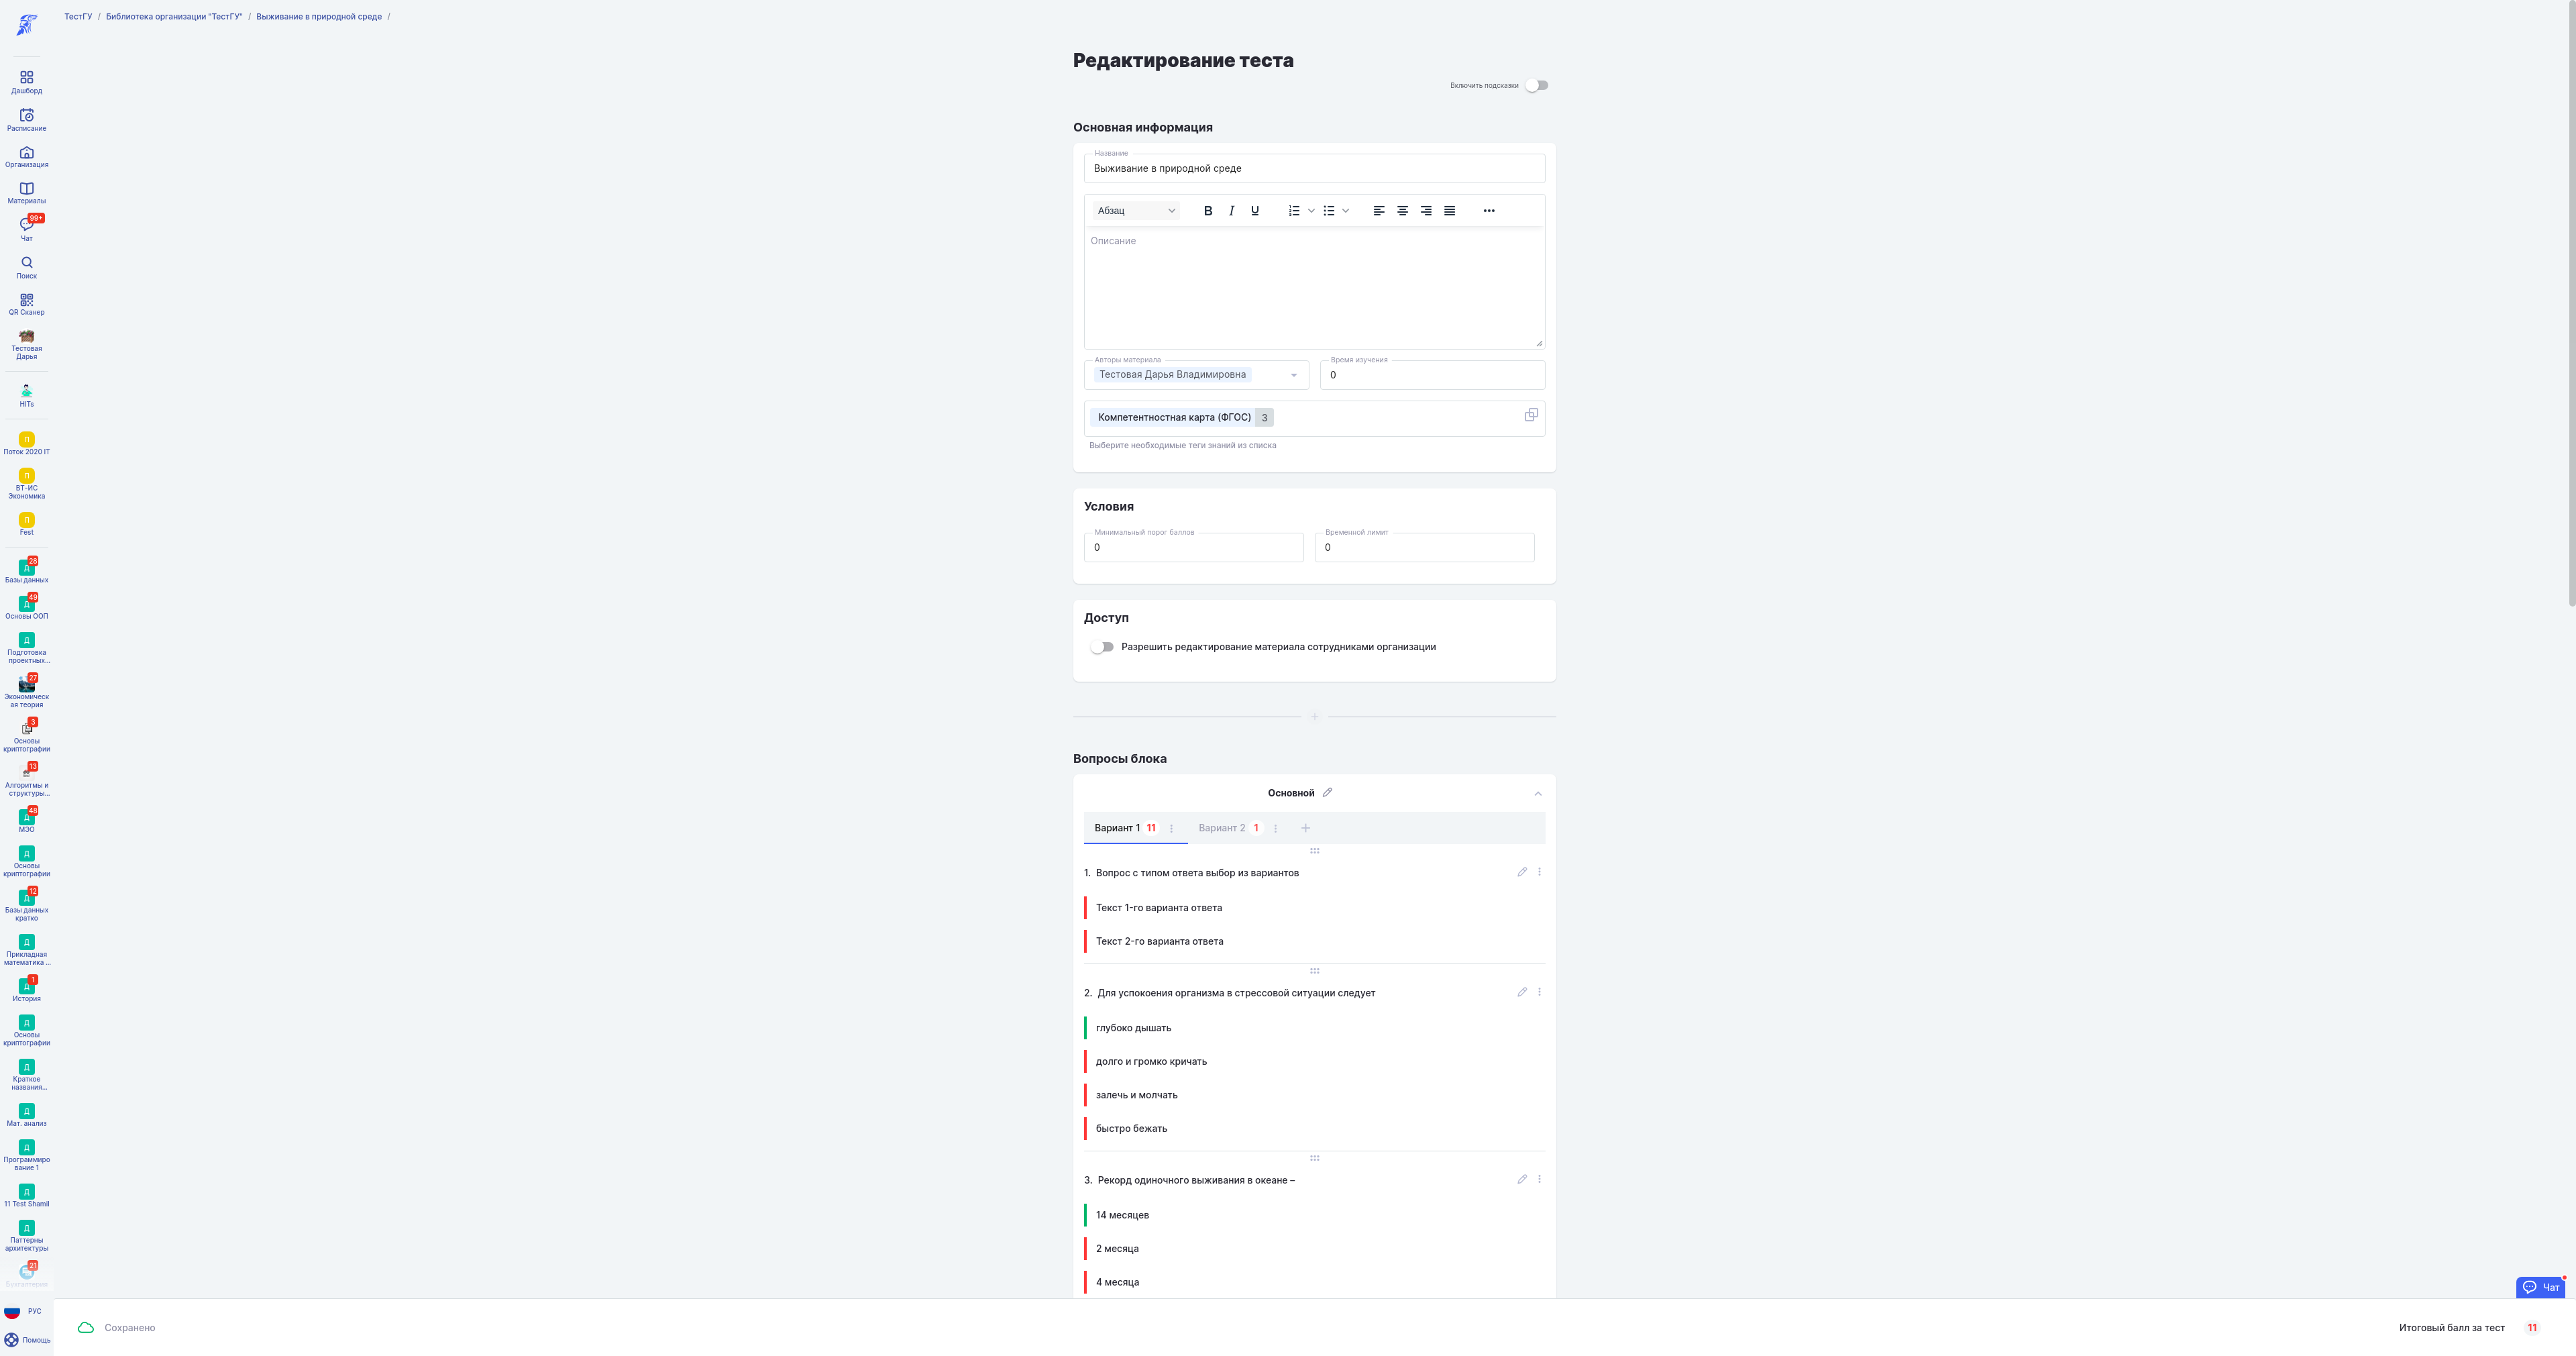 ТестГУ / Библиотека организации "ТестГУ" / Выживание в природной среде /
Дашборд
Расписание
Организация
Материалы
99+
Чат
Поиск
QR Сканер
Тестовая
Дарья
HITs
П
Поток 2020 IT
П
ВТ-ИС
Экономика
П
Fest
28
Д
Базы данных
49
Д
Основы ООП
Д
Подготовка
проектных...
27
Экономическ
ая теория
3
Основы
криптографии
13
Алгоритмы и
структуры...
48
Д
МЭО
Д
Основы
криптографии
12
Д
Базы данных
кратко
Д
Прикладная
математика ...
1
Д
История
Д
Основы
криптографии
Д
Краткое
названия...
Д
Мат. анализ
Д
Программиро
вание 1
Д
11 Test Shamil
Д
Паттерны
архитектуры
21
Бухгалтерия
РУС
Помощь
Редактирование теста
Включить подсказки
Основная информация
Название
Выживание в природной среде
Абзац
Описание
Авторы материала
Тестовая Дарья Владимировна
Время изучения
0
Компетентностная карта (ФГОС) 3
Выберите необходимые теги знаний из списка
Условия
Минимальный порог баллов
0
Временной лимит
0
Доступ
Разрешить редактирование материала сотрудниками организации
Вопросы блока
Основной
Вариант 1 11 Вариант 2 1
1. Вопрос с типом ответа выбор из вариантов
Текст 1-го варианта ответа
Текст 2-го варианта ответа
2. Для успокоения организма в стрессовой ситуации следует
глубоко дышать
долго и громко кричать
залечь и молчать
быстро бежать
3. Рекорд одиночного выживания в океане –
14 месяцев
2 месяца
4 месяца
Чат
Сохранено
Итоговый балл за тест 11